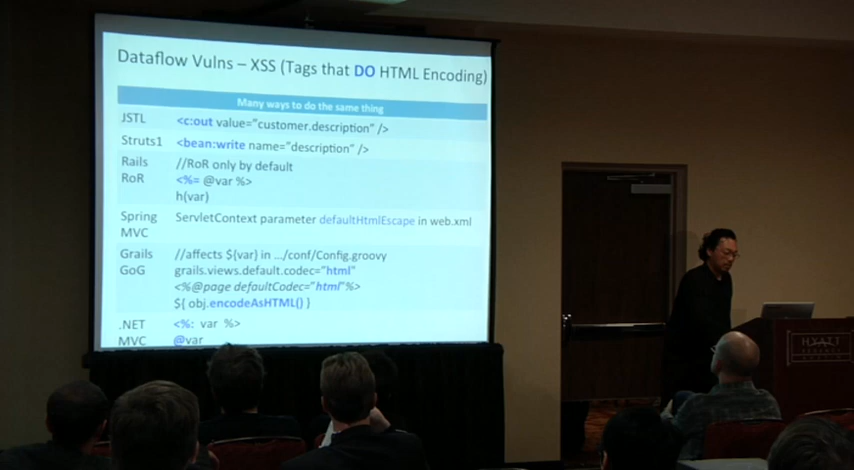 Dataflow Vulns – XSS (Tags that DO HTML Encoding)
Many ways to do the same thing
JSTL <c:out value="customer.description" />
Struts1 <bean:write name="description" />
Rails //RoR only by default
RoR <%= @var %>
h(var)
Spring ServletContext parameter defaultHtmlEscape in web.xml
MVC
Grails //affects ${var) in .../conf/Config.groovy
GoG grails.views.default.codec="html"
<%@page defaultCodec="html"%>
${ obj.encodeAsHTML() }
.NET <%: var %>
MVC @var
HYATT